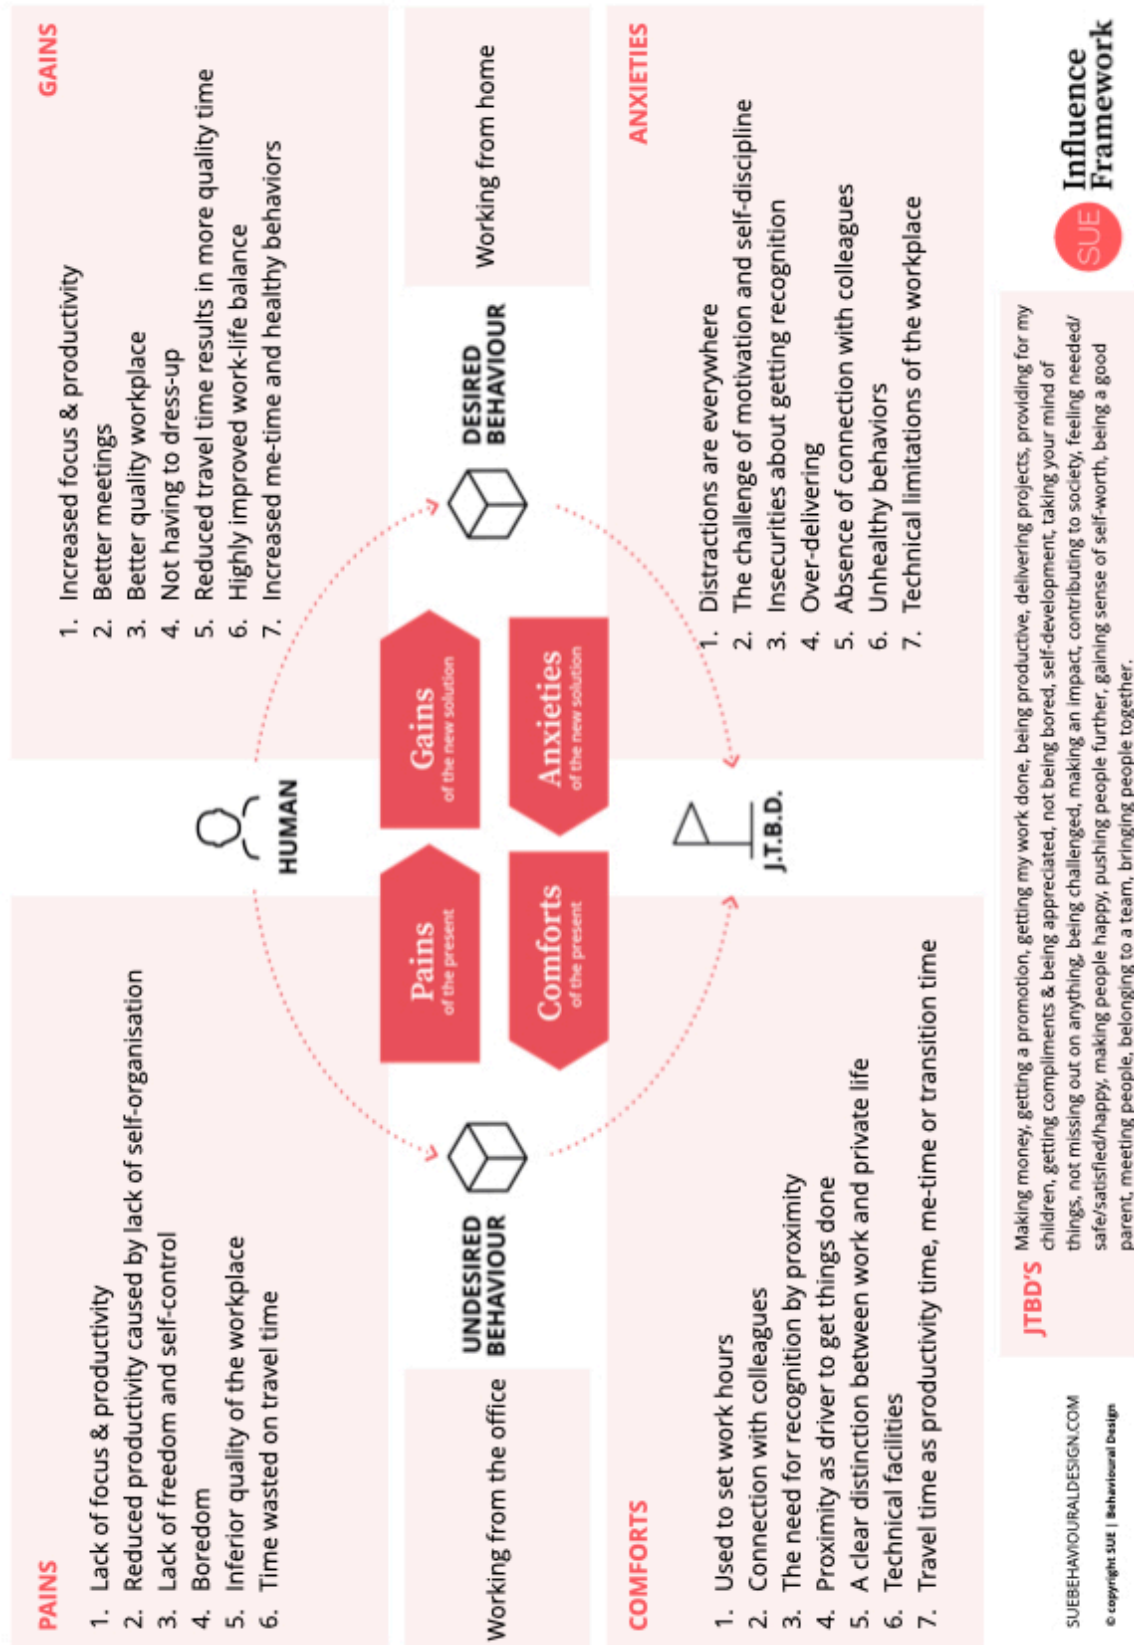 PAINS
1. Lack of focus & productivity
2. Reduced productivity caused by lack of self-organisation
3. Lack of freedom and self-control
4. Boredom
5. Inferior quality of the workplace
6. Time wasted on travel time
GAINS
1. Increased focus & productivity
2. Better meetings
3. Better quality workplace
4. Not having to dress-up
5. Reduced travel time results in more quality time
6. Highly improved work-life balance
7. Increased me-time and healthy behaviors
HUMAN
Working from the office
UNDESIRED
BEHAVIOUR
Pains
of the present
Gains
of the new solution
Comforts
of the present
Anxieties
of the new solution
DESIRED
BEHAVIOUR
Working from home
J.T.B.D.
COMFORTS
1. Used to set work hours
2. Connection with colleagues
3. The need for recognition by proximity
4. Proximity as driver to get things done
5. A clear distinction between work and private life
6. Technical facilities
7. Travel time as productivity time, me-time or transition time
ANXIETIES
1. Distractions are everywhere
2. The challenge of motivation and self-discipline
3. Insecurities about getting recognition
4. Over-delivering
5. Absence of connection with colleagues
6. Unhealthy behaviors
7. Technical limitations of the workplace
SUEBEHAVIOURALDESIGN.COM
© copyright SUE | Behavioural Design
JTBD'S
Making money, getting a promotion, getting my work done, being productive, delivering projects, providing for my
children, getting compliments & being appreciated, not being bored, self-development, taking your mind of
things, not missing out on anything, being challenged, making an impact, contributing to society, feeling needed/
safe/satisfied/happy, making people happy, pushing people further, gaining sense of self-worth, being a good
parent, meeting people, belonging to a team, bringing people together.
SUE
Influence
Framework